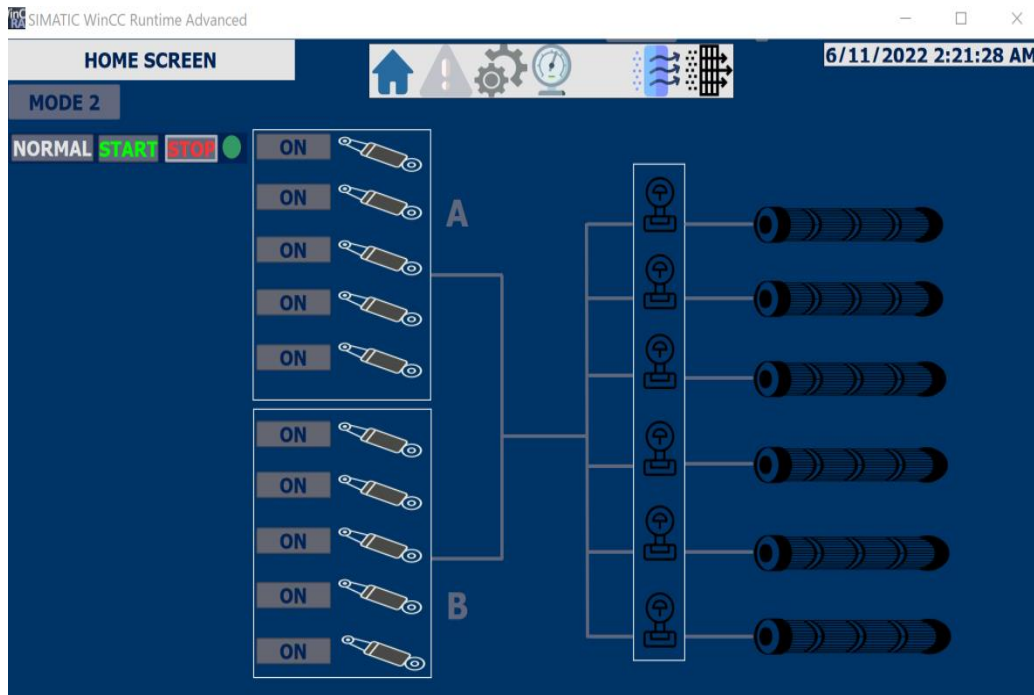 SIMATIC WinCC Runtime Advanced
HOME SCREEN
6/11/2022 2:21:28 AM
MODE 2
NORMAL START STOP
ON
ON
A
ON
ON
ON
ON
ON
ON
ON
B
ON